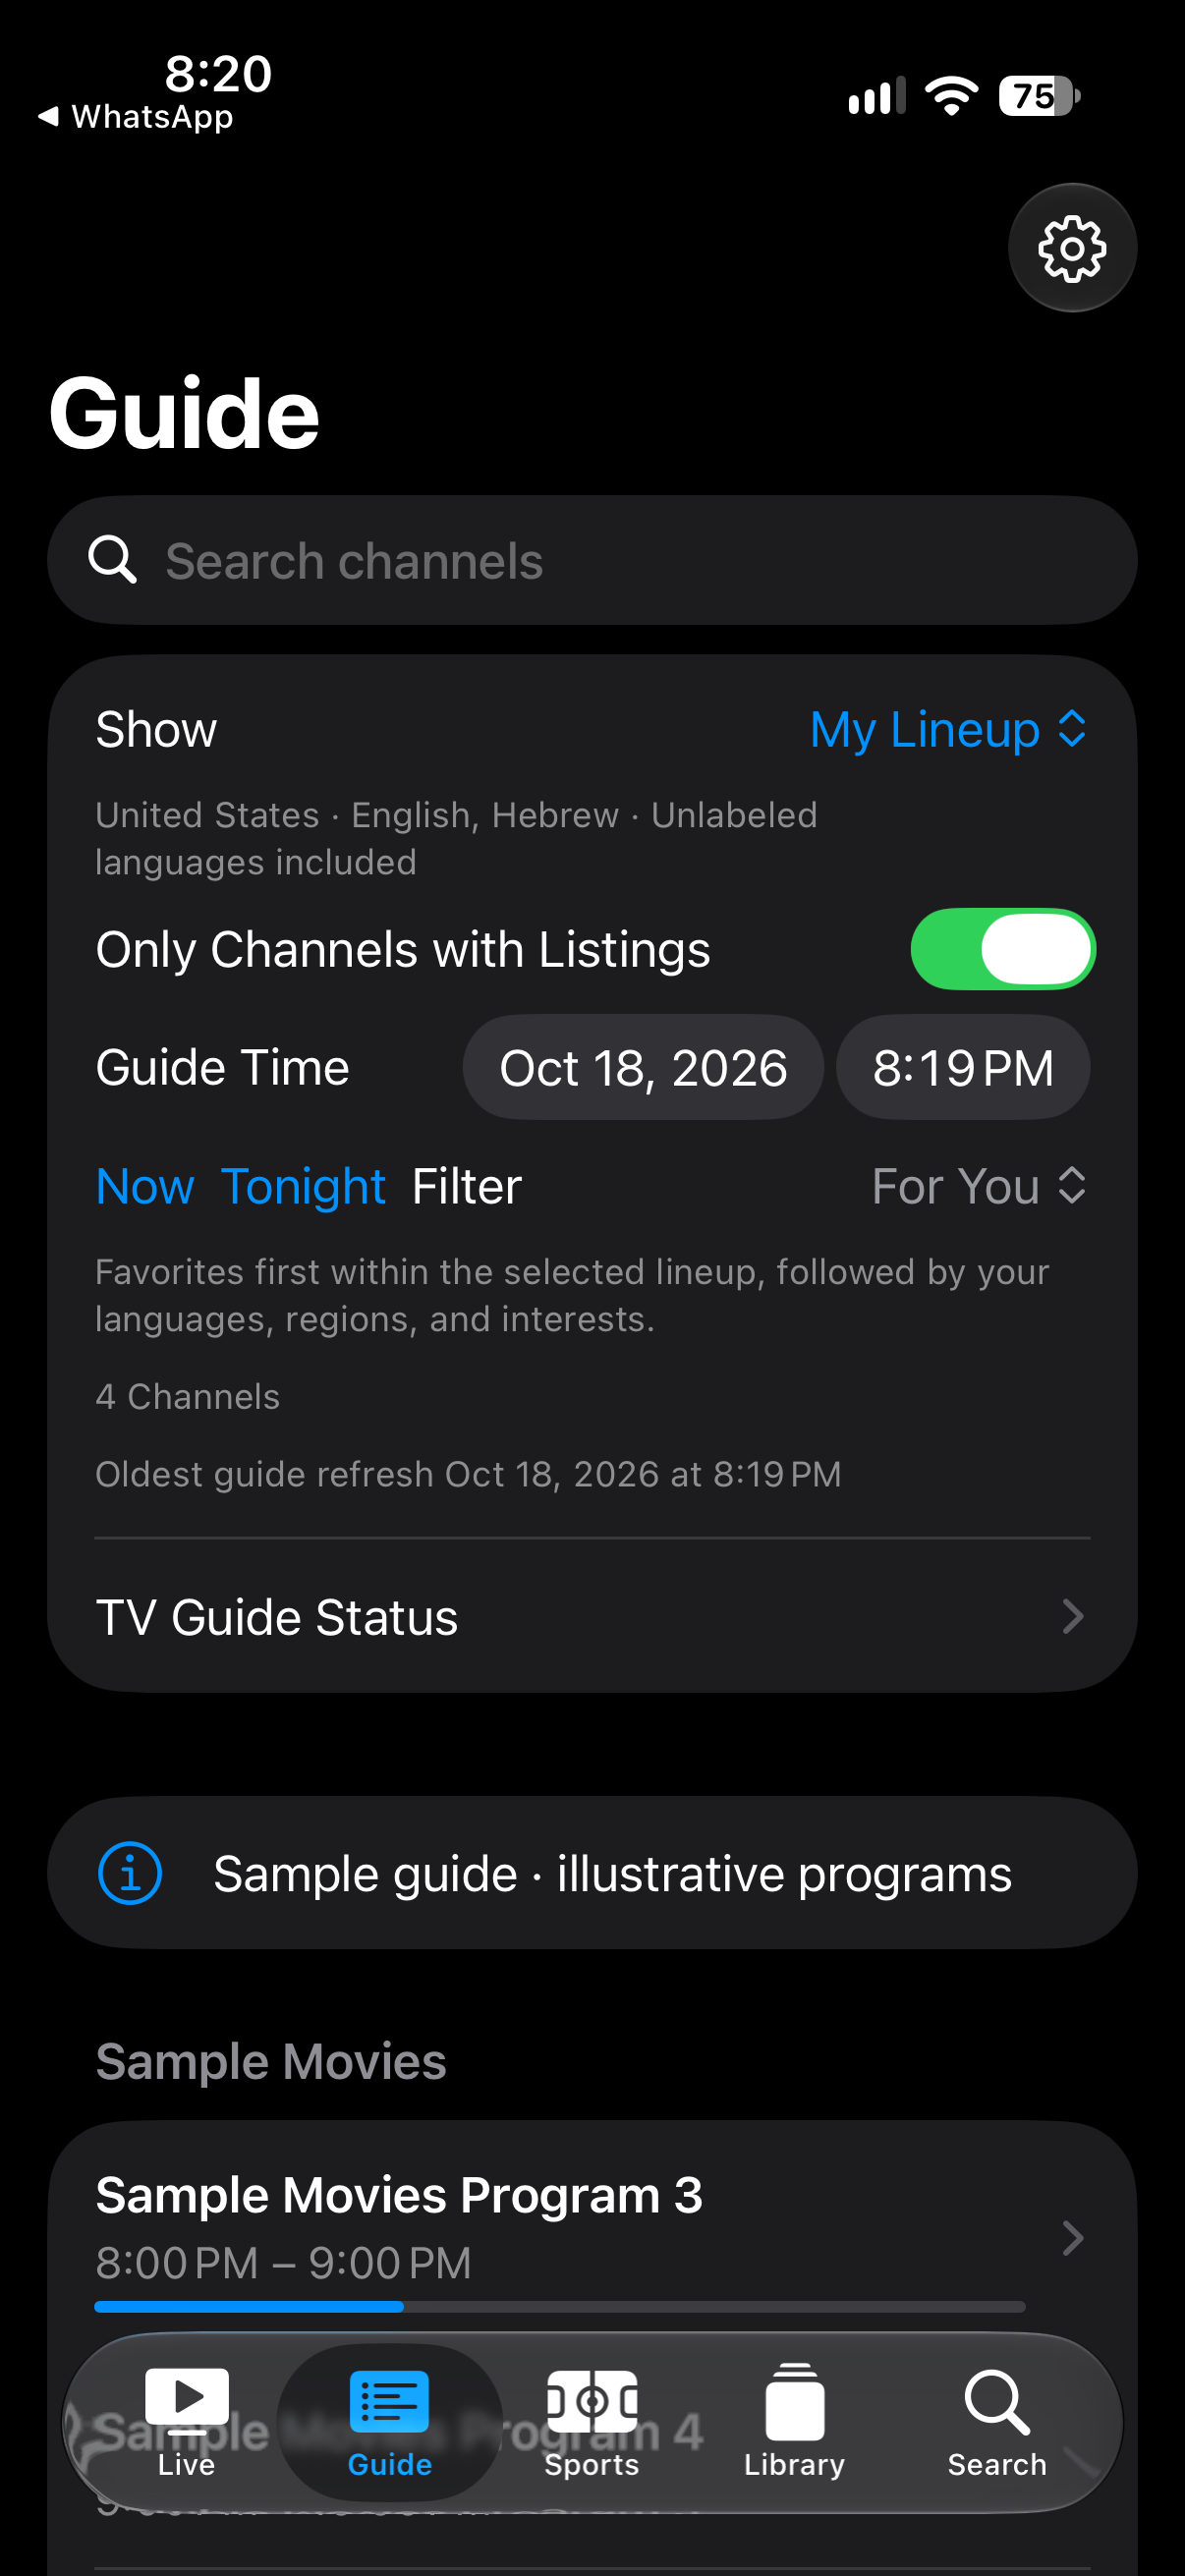 8:20
WhatsApp
75
Guide
Search channels
Show
My Lineup
United States · English, Hebrew · Unlabeled
languages included
Only Channels with Listings
Guide Time
Oct 18, 2026
8:19 PM
Now Tonight Filter
For You
Favorites first within the selected lineup, followed by your
languages, regions, and interests.
4 Channels
Oldest guide refresh Oct 18, 2026 at 8:19 PM
TV Guide Status
Sample guide · illustrative programs
Sample Movies
Sample Movies Program 3
8:00 PM – 9:00 PM
Sample Movies Program 4
Live
Guide
Sports
Library
Search